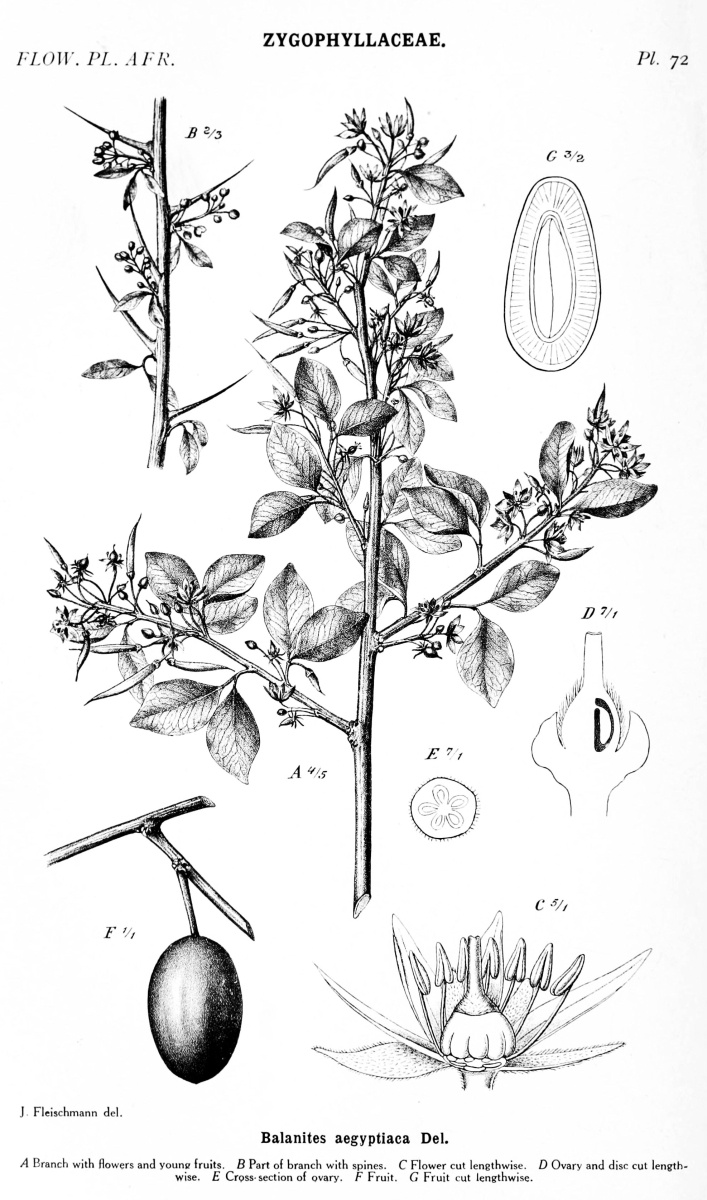 ZYGOPHYLLACEAE.
FLOW. PL. AFR.
Pl. 72
B 2/3
G 3/2
D 7/1
E 7/1
A 4/5
C 5/1
F 1/1
J. Fleischmann del.
Balanites aegyptiaca Del.
A Branch with flowers and young fruits. B Part of branch with spines. C Flower cut lengthwise. D Ovary and disc cut length-
wise. E Cross-section of ovary. F Fruit. G Fruit cut lengthwise.